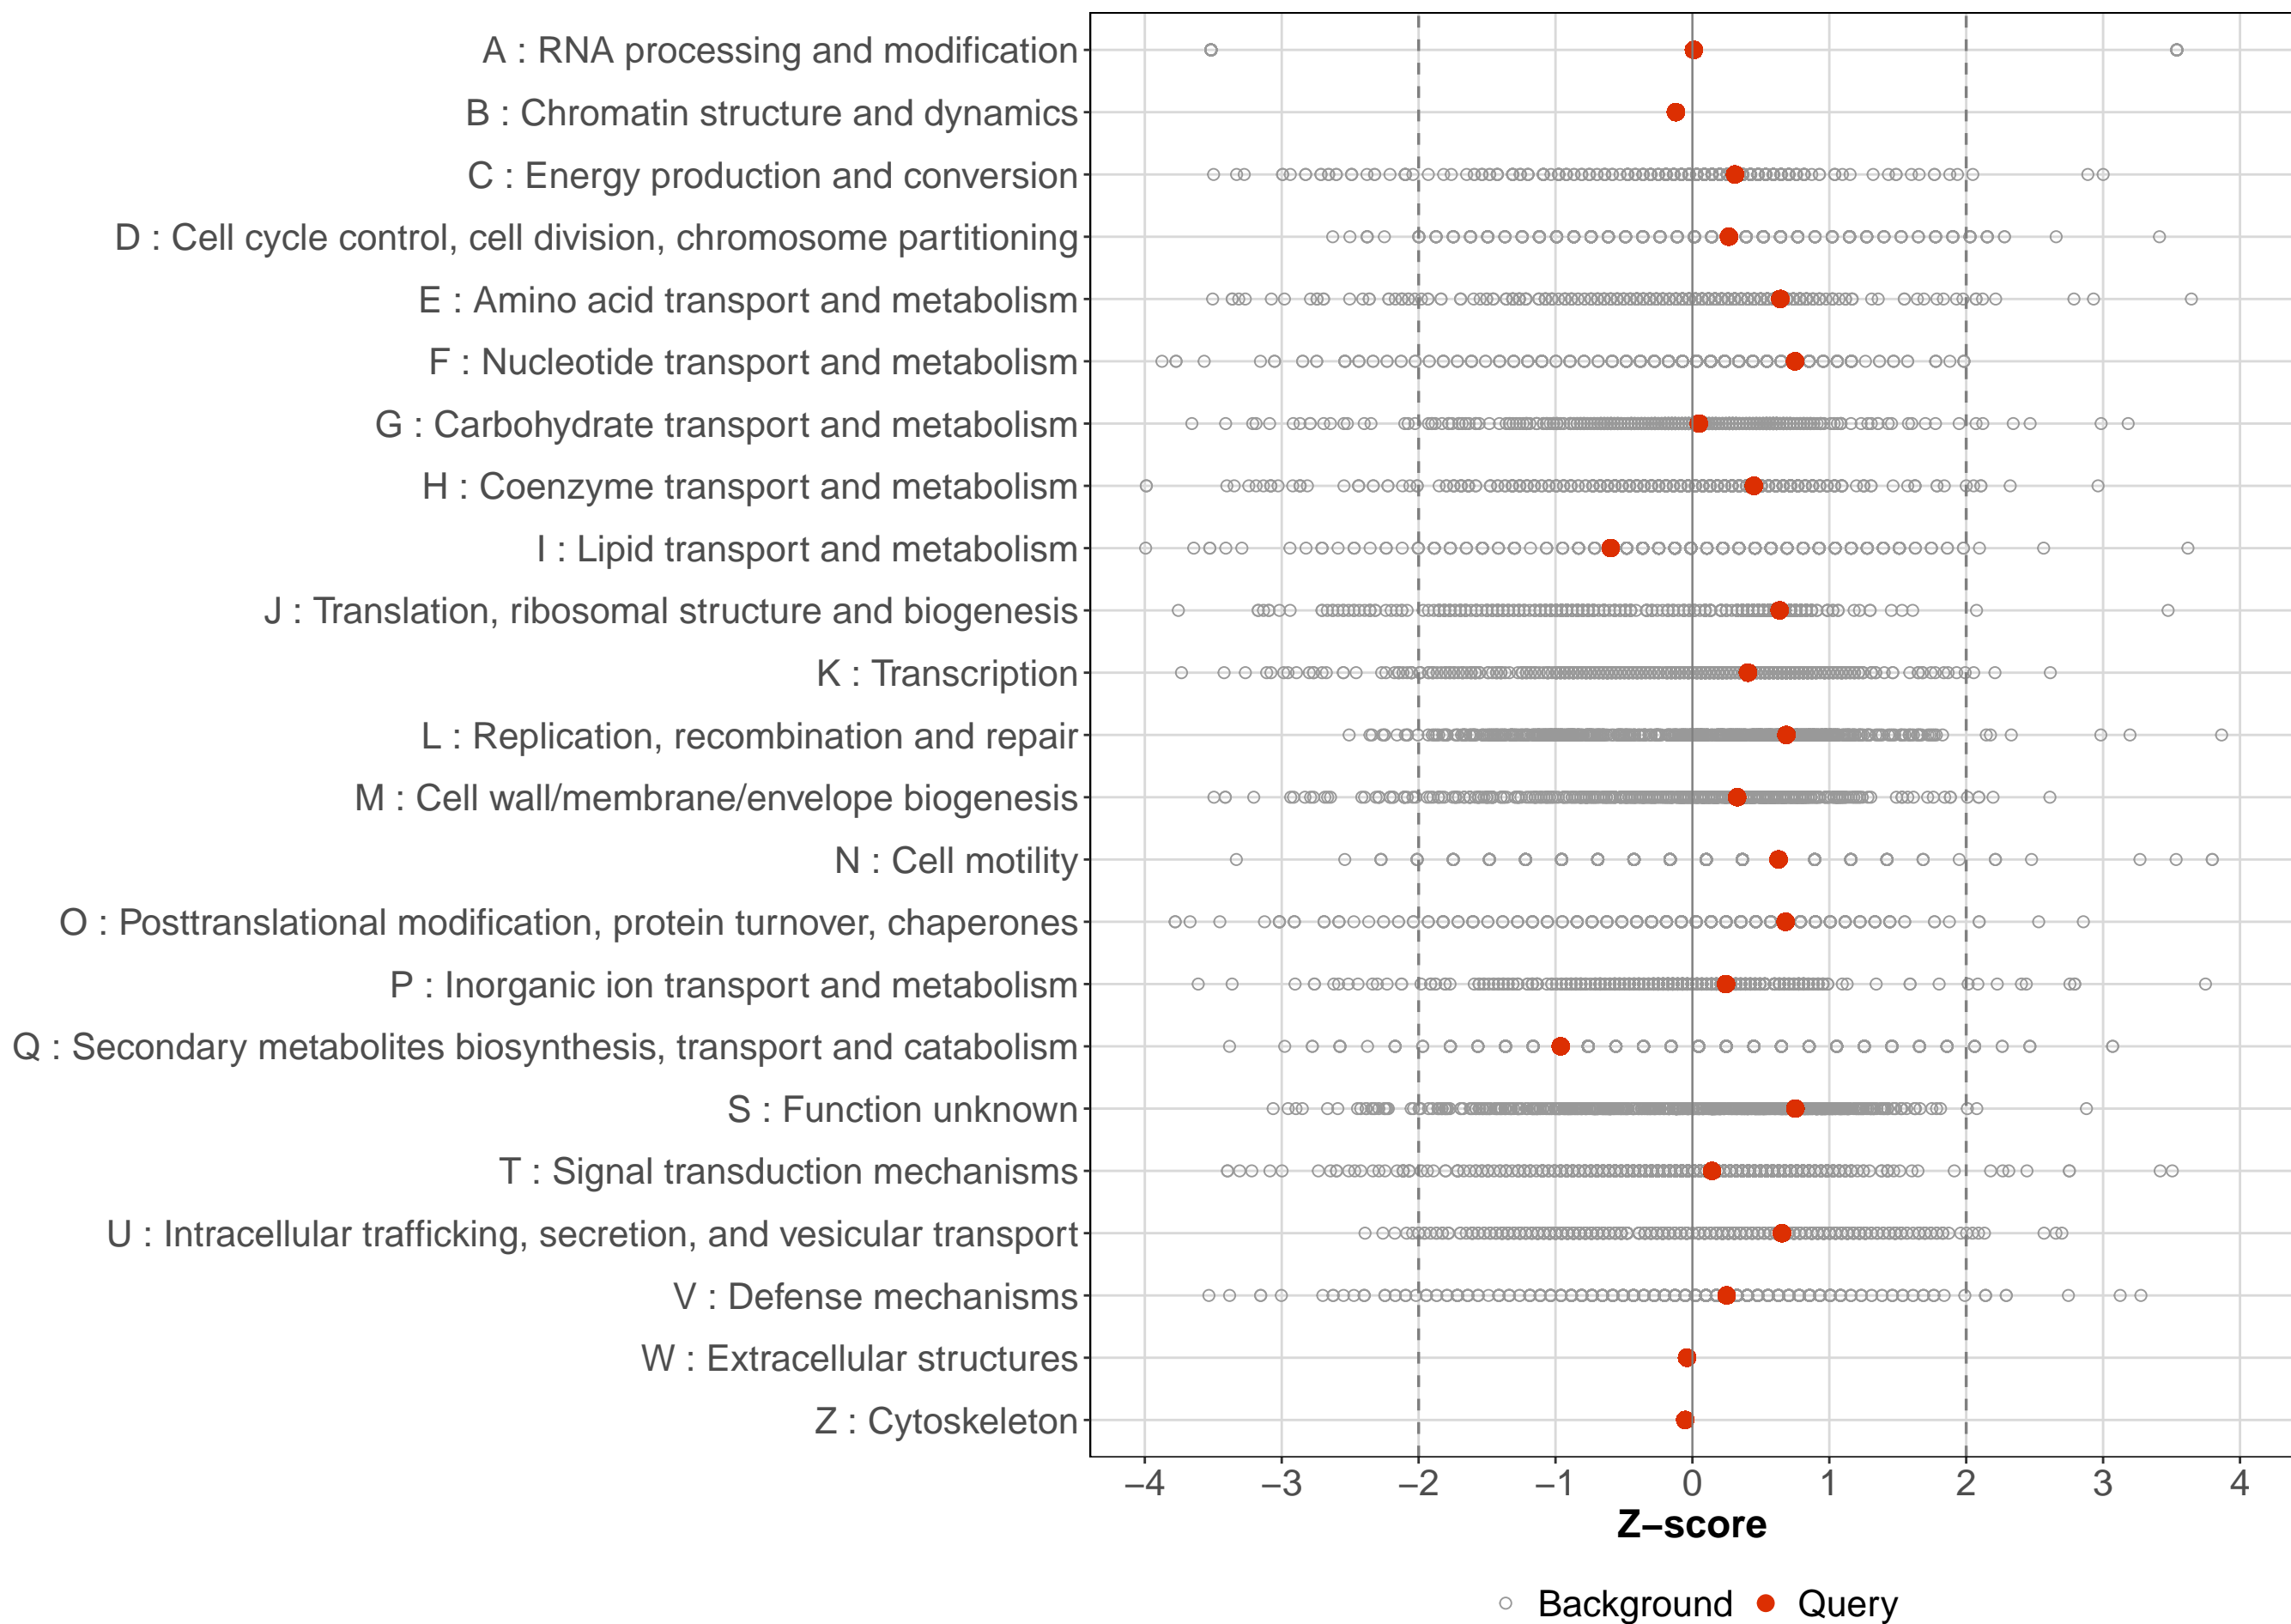 A : RNA processing and modification
B : Chromatin structure and dynamics
C : Energy production and conversion
D : Cell cycle control, cell division, chromosome partitioning
E : Amino acid transport and metabolism
F : Nucleotide transport and metabolism
G : Carbohydrate transport and metabolism
H : Coenzyme transport and metabolism
I : Lipid transport and metabolism
J : Translation, ribosomal structure and biogenesis
K : Transcription
L : Replication, recombination and repair
M : Cell wall/membrane/envelope biogenesis
N : Cell motility
O : Posttranslational modification, protein turnover, chaperones
P : Inorganic ion transport and metabolism
Q : Secondary metabolites biosynthesis, transport and catabolism
S : Function unknown
T : Signal transduction mechanisms
U : Intracellular trafficking, secretion, and vesicular transport
V : Defense mechanisms
W : Extracellular structures
Z : Cytoskeleton
−4 −3 −2 −1 0 1 2 3 4
Z−score
Background Query